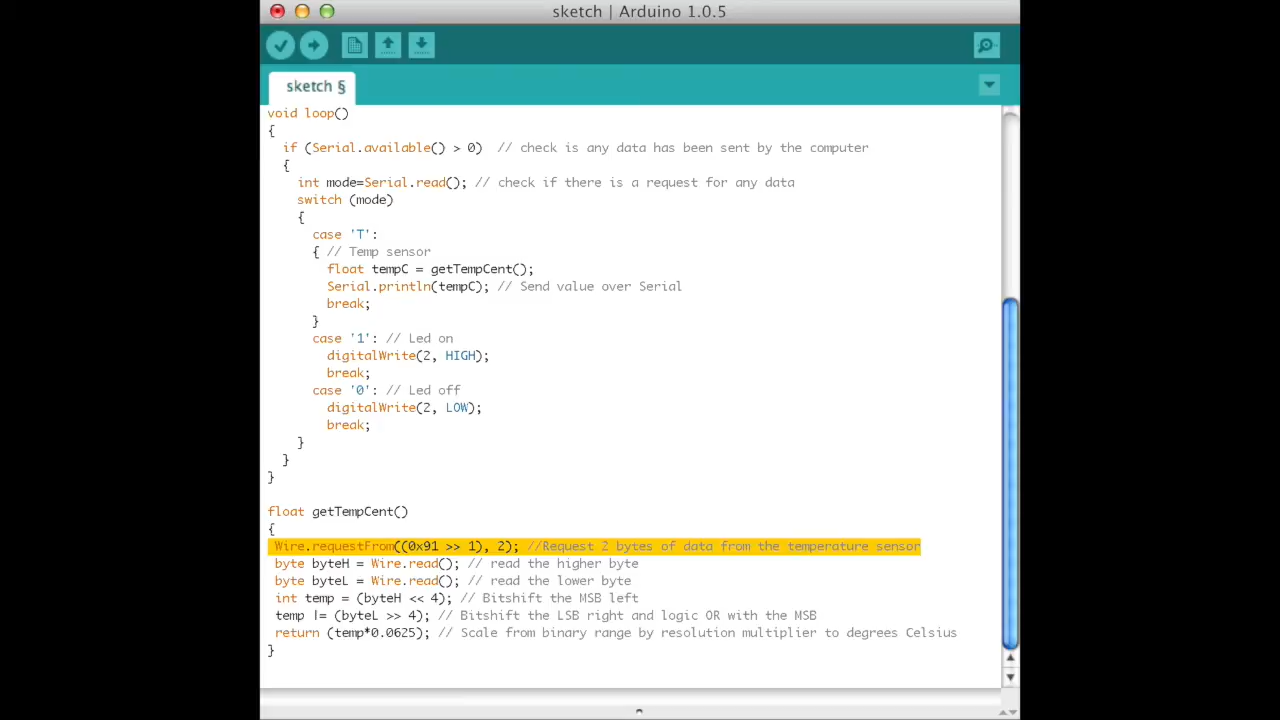 sketch | Arduino 1.0.5
sketch §
void loop()
{
if (Serial.available() > 0) // check is any data has been sent by the computer
{
int mode=Serial.read(); // check if there is a request for any data
switch (mode)
{
case 'T':
{ // Temp sensor
float tempC = getTempCent();
Serial.println(tempC); // Send value over Serial
break;
}
case '1': // Led on
digitalWrite(2, HIGH);
break;
case '0': // Led off
digitalWrite(2, LOW);
break;
}
}
}
float getTempCent()
{
Wire.requestFrom((0x91 >> 1), 2); //Request 2 bytes of data from the temperature sensor
byte byteH = Wire.read(); // read the higher byte
byte byteL = Wire.read(); // read the lower byte
int temp = (byteH << 4); // Bitshift the MSB left
temp |= (byteL >> 4); // Bitshift the LSB right and logic OR with the MSB
return (temp*0.0625); // Scale from binary range by resolution multiplier to degrees Celsius
}